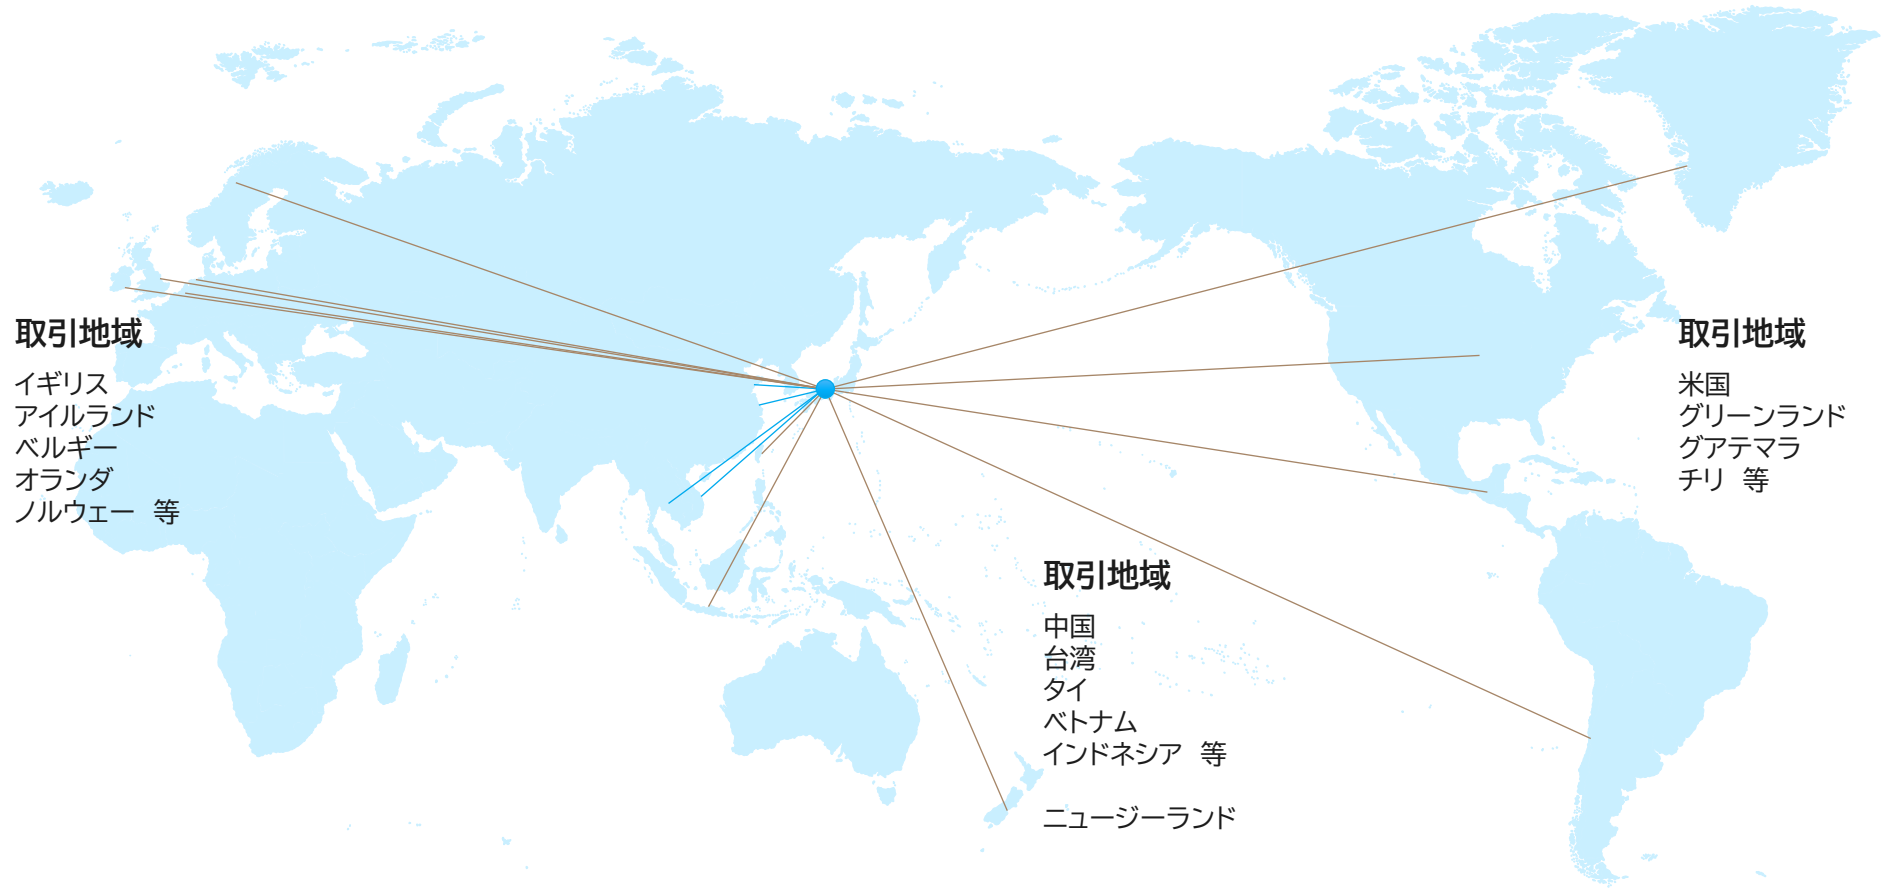 取引地域
イギリス
アイルランド
ベルギー
オランダ
ノルウェー 等
取引地域
中国
台湾
タイ
ベトナム
インドネシア 等
ニュージーランド
取引地域
米国
グリーンランド
グアテマラ
チリ 等